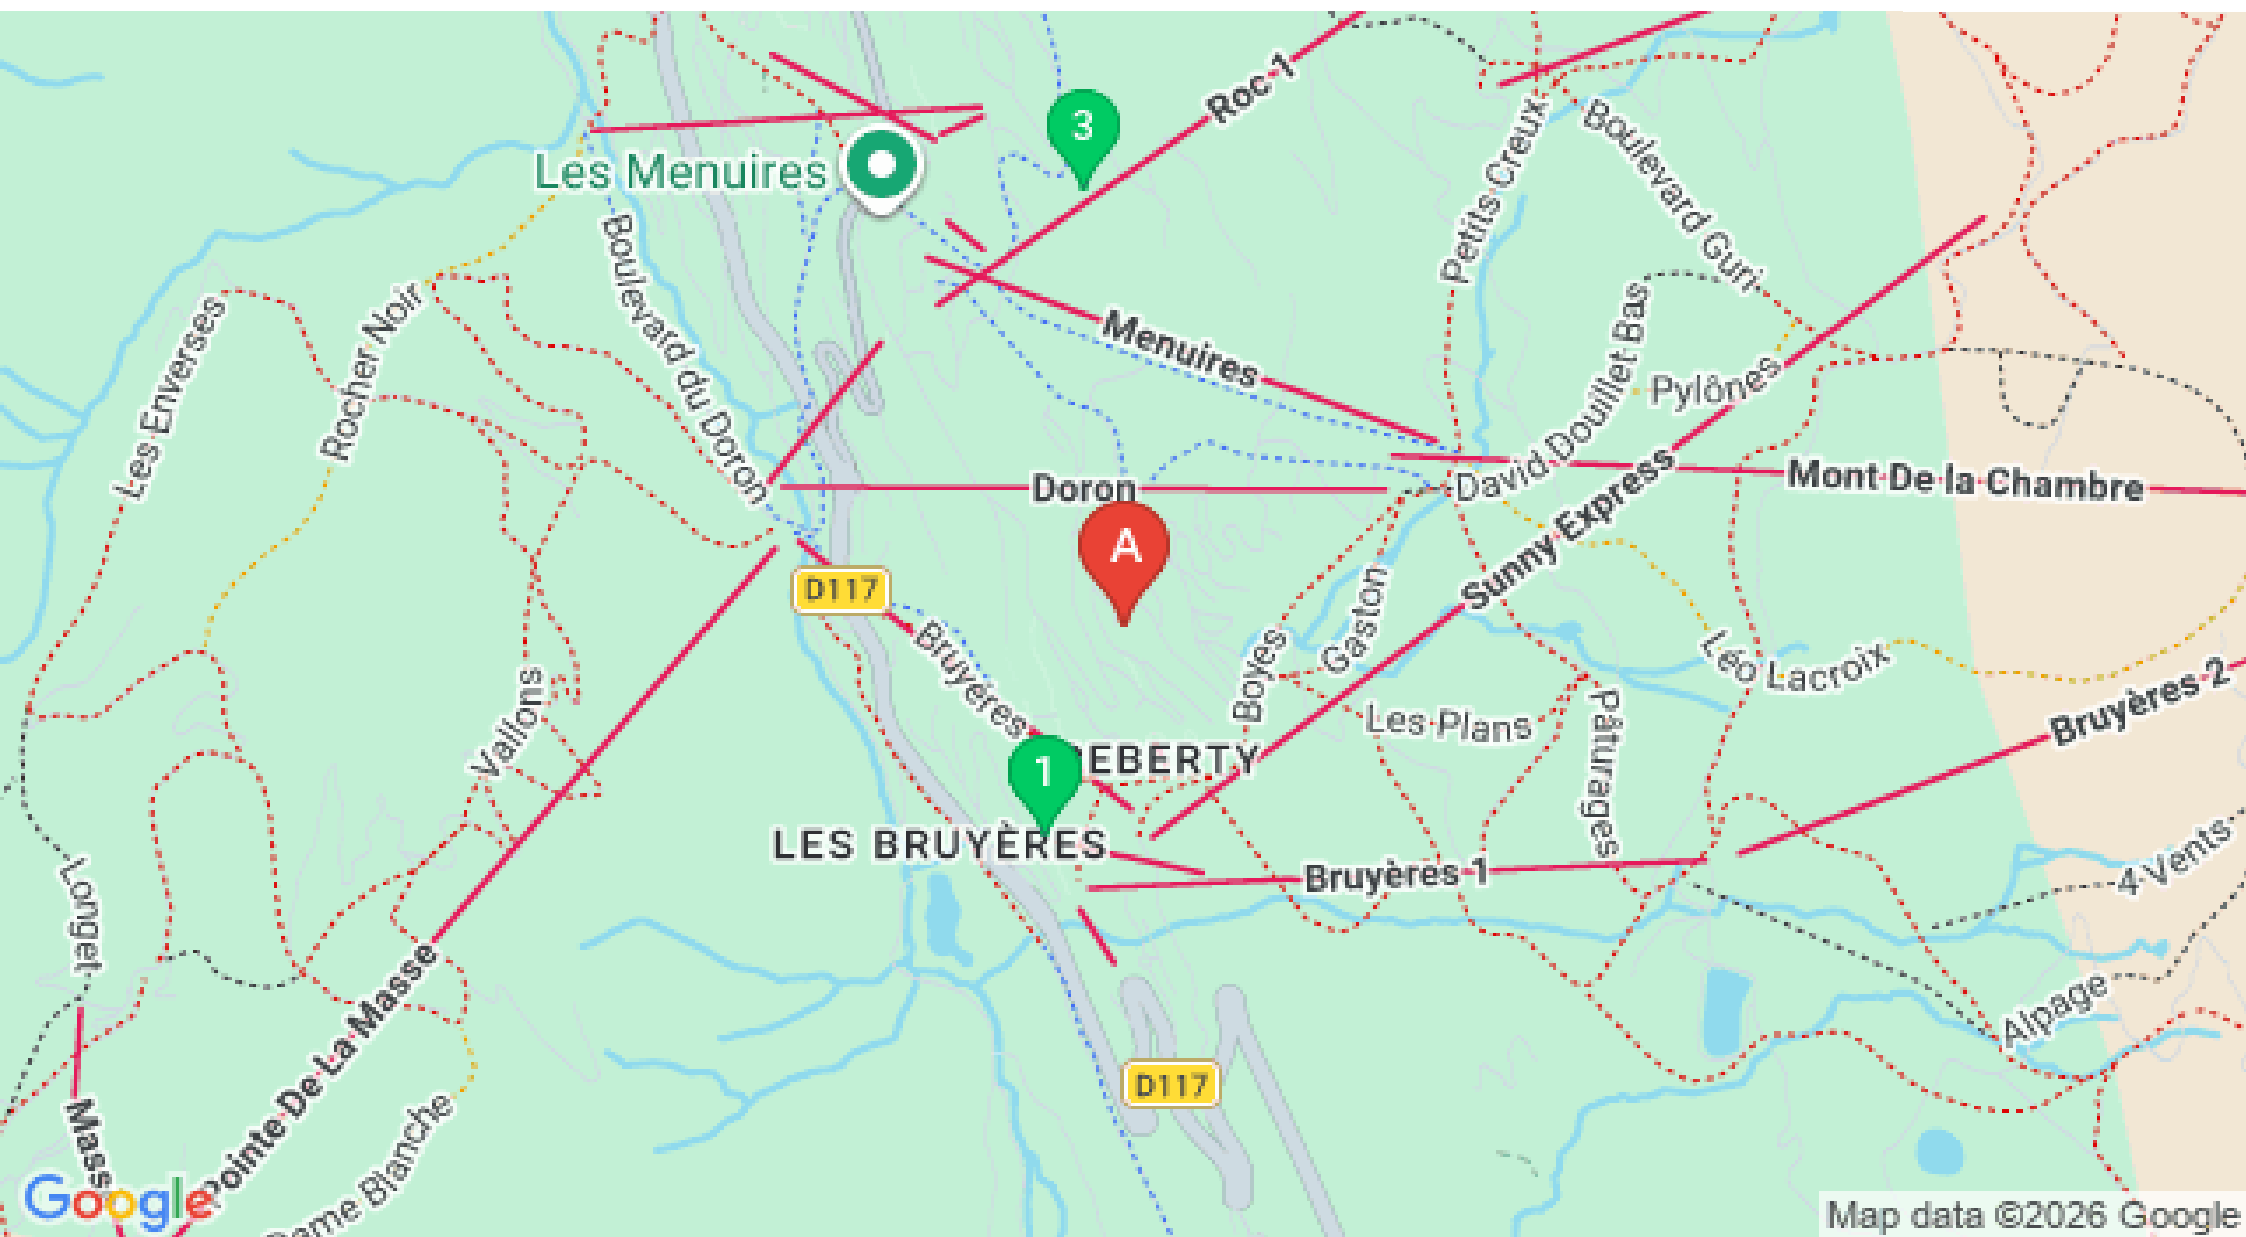 Roc 1
3
Boulevard Guri
Petits Creux
Les Menuires
Boulevard du Doron
Rocher Noir
Les Enverses
Menuires
David Douillet Bas
Pylônes
Doron
Mont De la Chambre
A
Sunny Express
D117
Gaston
Boyes
Bruyères
Léo Lacroix
Les Plans
Pâturages
Bruyères 2
Vallons
1
EBERTY
LES BRUYÈRES
Bruyères 1
4 Vents
Longet
Alpage
Pointe De La Masse
D117
Mass
Dame Blanche
Google
Map data ©2026 Google